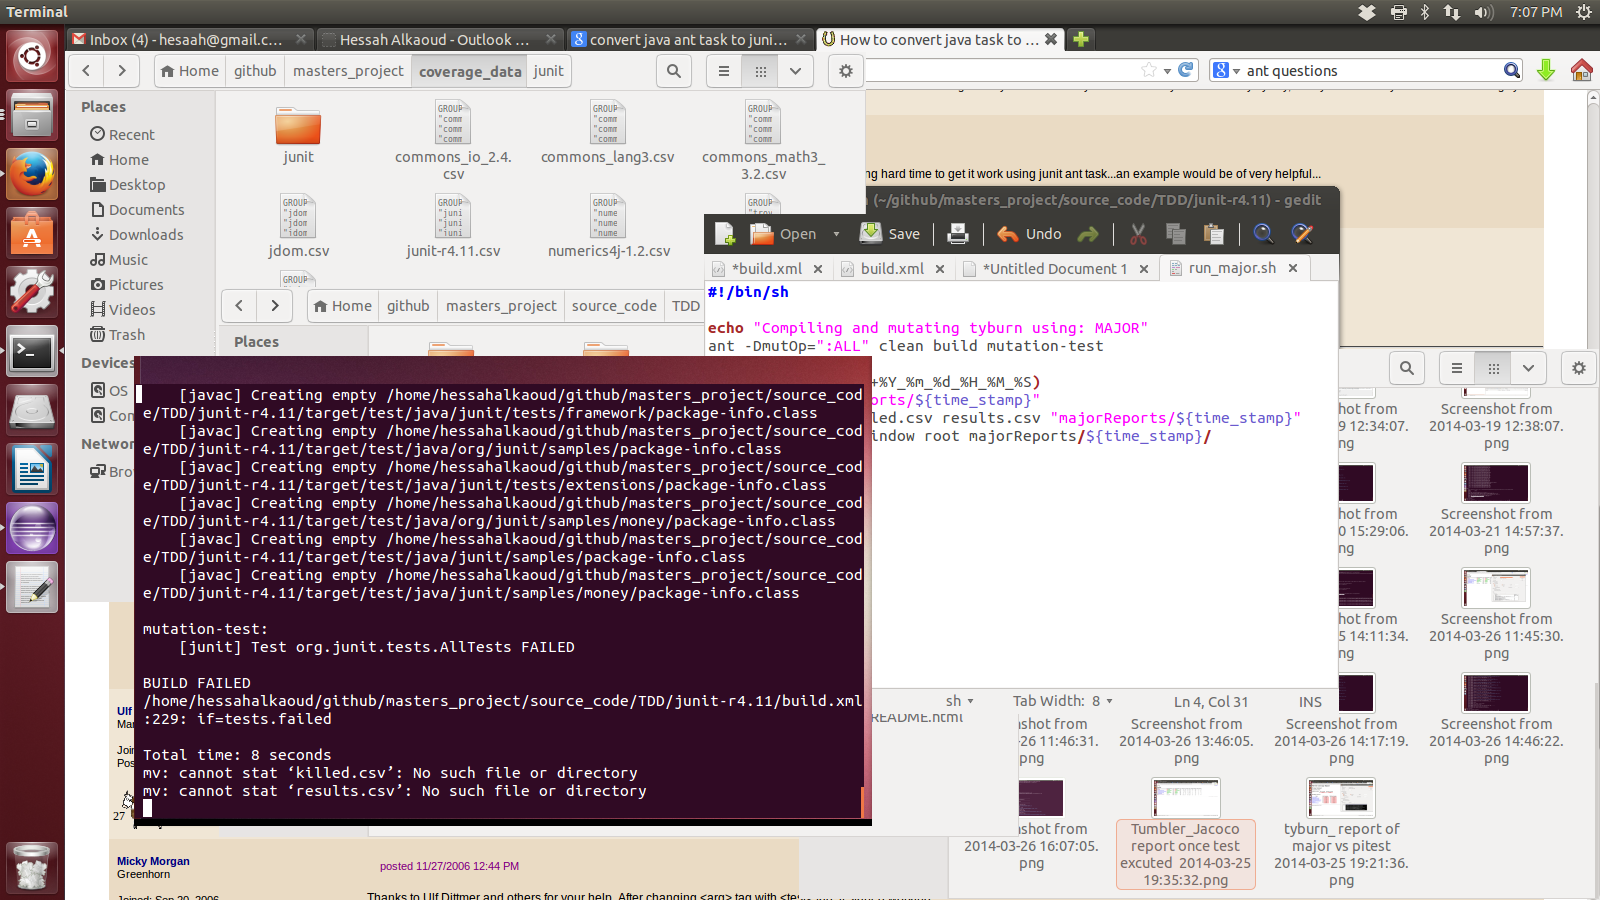 Terminal
7:07 PM
Inbox (4) - hesaah@gmail.c...
Hessah Alkaoud - Outlook ...
convert java ant task to juni...
How to convert java task to ...
Home
github
masters_project
coverage_data
junit
ant questions
Places
Recent
Home
Desktop
Documents
Downloads
Music
Pictures
Videos
Trash
Devices
OS
Com
Network
Bro
junit
commons_io_2.4.
csv
commons_lang3.csv
commons_math3_
3.2.csv
jdom.csv
junit-r4.11.csv
numerics4j-1.2.csv
ng hard time to get it work using junit ant task...an example would be of very helpful...
Home
github
masters_project
source_code
TDD
Places
(~/github/masters_project/source_code/TDD/junit-r4.11) - gedit
Open
Save
Undo
*build.xml
build.xml
*Untitled Document 1
run_major.sh
#!/bin/sh
echo "Compiling and mutating tyburn using: MAJOR"
ant -DmutOp=":ALL" clean build mutation-test
+%Y_%m_%d_%H_%M_%S)
orts/${time_stamp}"
led.csv results.csv "majorReports/${time_stamp}"
indow root majorReports/${time_stamp}/
sh
Tab Width: 8
Ln 4, Col 31
INS
[javac] Creating empty /home/hessahalkaoud/github/masters_project/source_cod
e/TDD/junit-r4.11/target/test/java/junit/tests/framework/package-info.class
[javac] Creating empty /home/hessahalkaoud/github/masters_project/source_cod
e/TDD/junit-r4.11/target/test/java/org/junit/samples/package-info.class
[javac] Creating empty /home/hessahalkaoud/github/masters_project/source_cod
e/TDD/junit-r4.11/target/test/java/junit/tests/extensions/package-info.class
[javac] Creating empty /home/hessahalkaoud/github/masters_project/source_cod
e/TDD/junit-r4.11/target/test/java/org/junit/samples/money/package-info.class
[javac] Creating empty /home/hessahalkaoud/github/masters_project/source_cod
e/TDD/junit-r4.11/target/test/java/junit/samples/package-info.class
[javac] Creating empty /home/hessahalkaoud/github/masters_project/source_cod
e/TDD/junit-r4.11/target/test/java/junit/samples/money/package-info.class
mutation-test:
[junit] Test org.junit.tests.AllTests FAILED
BUILD FAILED
/home/hessahalkaoud/github/masters_project/source_code/TDD/junit-r4.11/build.xml
:229: if=tests.failed
Total time: 8 seconds
mv: cannot stat ‘killed.csv’: No such file or directory
mv: cannot stat ‘results.csv’: No such file or directory
hot from
9 12:34:07.
ng
Screenshot from
2014-03-19 12:38:07.
png
hot from
0 15:29:06.
ng
Screenshot from
2014-03-21 14:57:37.
png
hot from
5 14:11:34.
ng
Screenshot from
2014-03-26 11:45:30.
png
README.html
shot from
-26 11:46:31.
png
Screenshot from
2014-03-26 13:46:05.
png
Screenshot from
2014-03-26 14:17:19.
png
Screenshot from
2014-03-26 14:46:22.
png
shot from
2014-03-26 16:07:05.
png
Tumbler_Jacoco
report once test
excuted 2014-03-25
19:35:32.png
tyburn_ report of
major vs pitest
2014-03-25 19:21:36.
png
Ulf
Mar
Join
Pos
27
Micky Morgan
Greenhorn
posted 11/27/2006 12:44 PM
Joined: Sep 20, 2006
Thanks to Ulf Dittmer and others for your help. After changing <arg> tag with